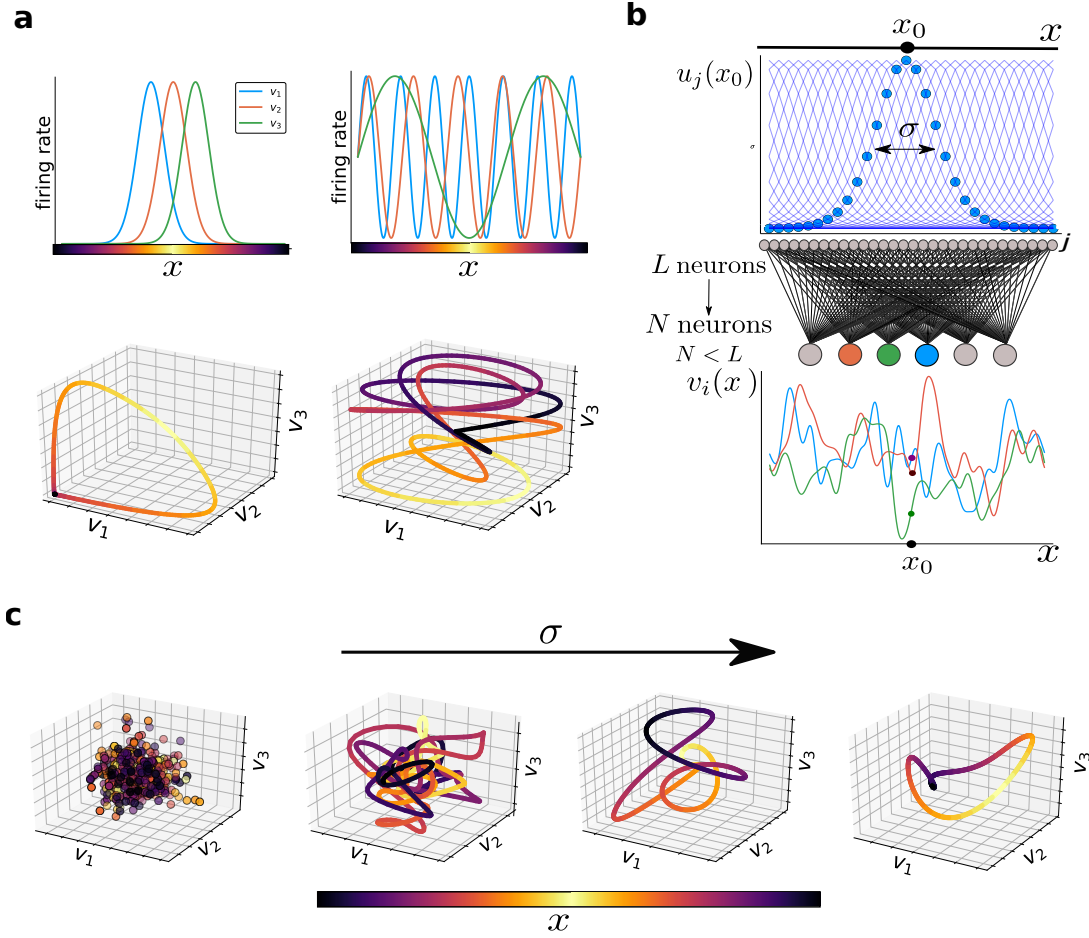 a
firing rate
v₁
v₂
v₃
x
firing rate
x
v₁
v₂
v₃
v₁
v₂
v₃
b
x₀
x
uⱼ(x₀)
σ
σ
j
L neurons
N neurons
N < L
vᵢ(x)
x
x₀
c
σ
v₁
v₂
v₃
v₁
v₂
v₃
v₁
v₂
v₃
v₁
v₂
v₃
x